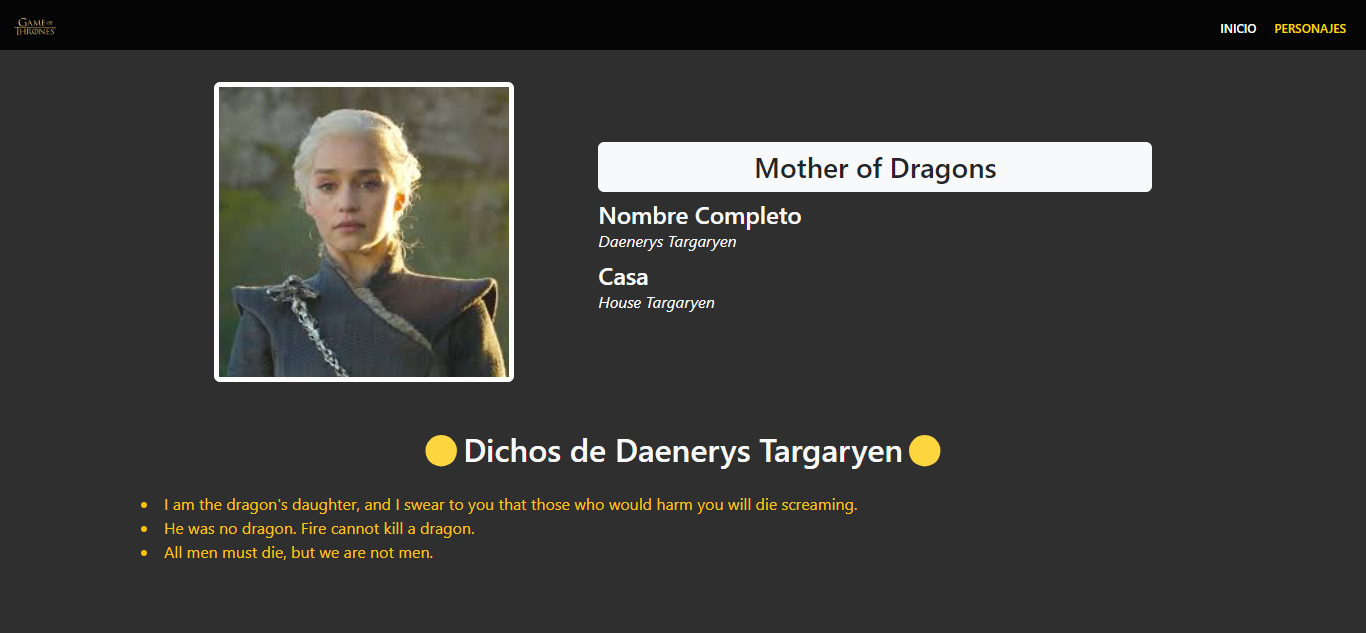 GAME OF
THRONES
INICIO PERSONAJES
Mother of Dragons
Nombre Completo
Daenerys Targaryen
Casa
House Targaryen
Dichos de Daenerys Targaryen
I am the dragon's daughter, and I swear to you that those who would harm you will die screaming.
He was no dragon. Fire cannot kill a dragon.
All men must die, but we are not men.